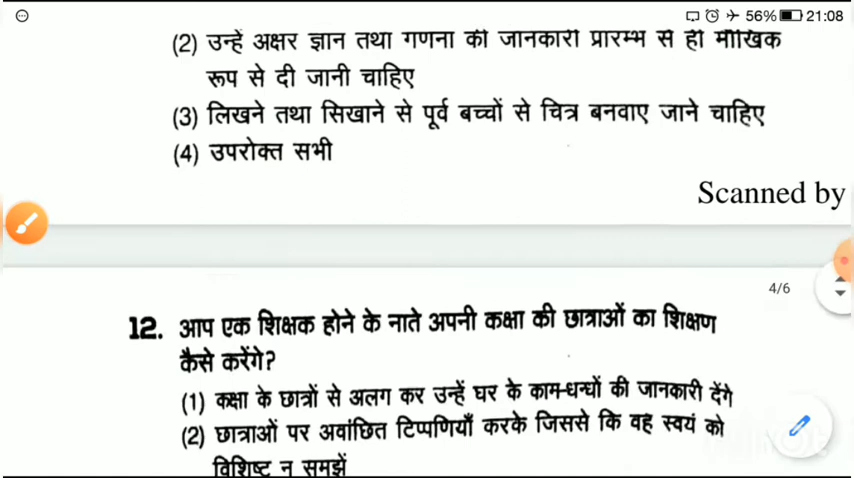 56% 21:08
(2) उन्हें अक्षर ज्ञान तथा गणना की जानकारी प्रारम्भ से ही मौखिक
रूप से दी जानी चाहिए
(3) लिखने तथा सिखाने से पूर्व बच्चों से चित्र बनवाए जाने चाहिए
(4) उपरोक्त सभी
Scanned by
4/6
12. आप एक शिक्षक होने के नाते अपनी कक्षा की छात्राओं का शिक्षण
कैसे करेंगे?
(1) कक्षा के छात्रों से अलग कर उन्हें घर के काम-धन्धों की जानकारी देंगे
(2) छात्राओं पर अवांछित टिप्पणियाँ करके जिससे कि वह स्वयं को
विशिष्ट न समझें